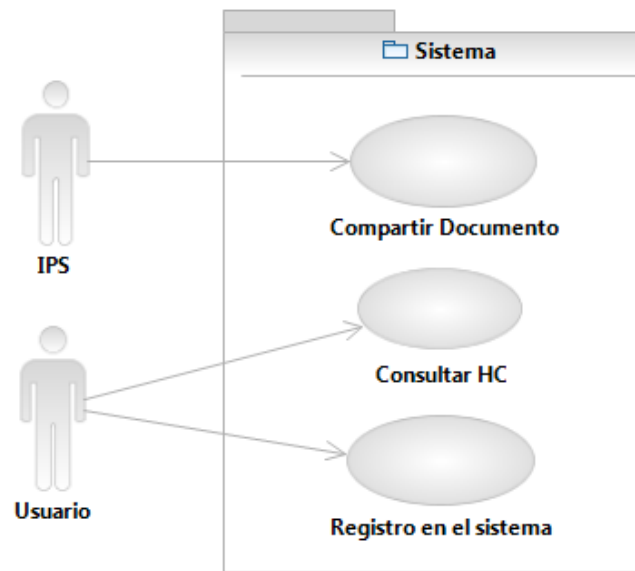 Sistema
Compartir Documento
IPS
Consultar HC
Usuario
Registro en el sistema